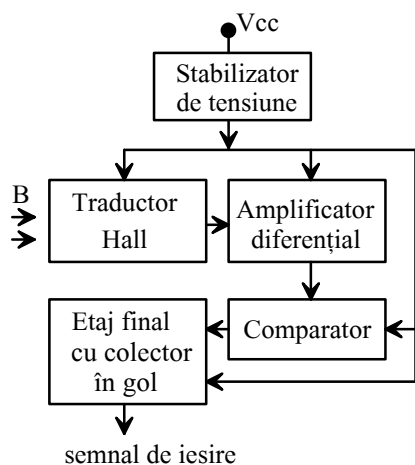 Vcc
Stabilizator
de tensiune
B
Traductor
Hall
Amplificator
diferențial
Etaj final
cu colector
în gol
Comparator
semnal de iesire